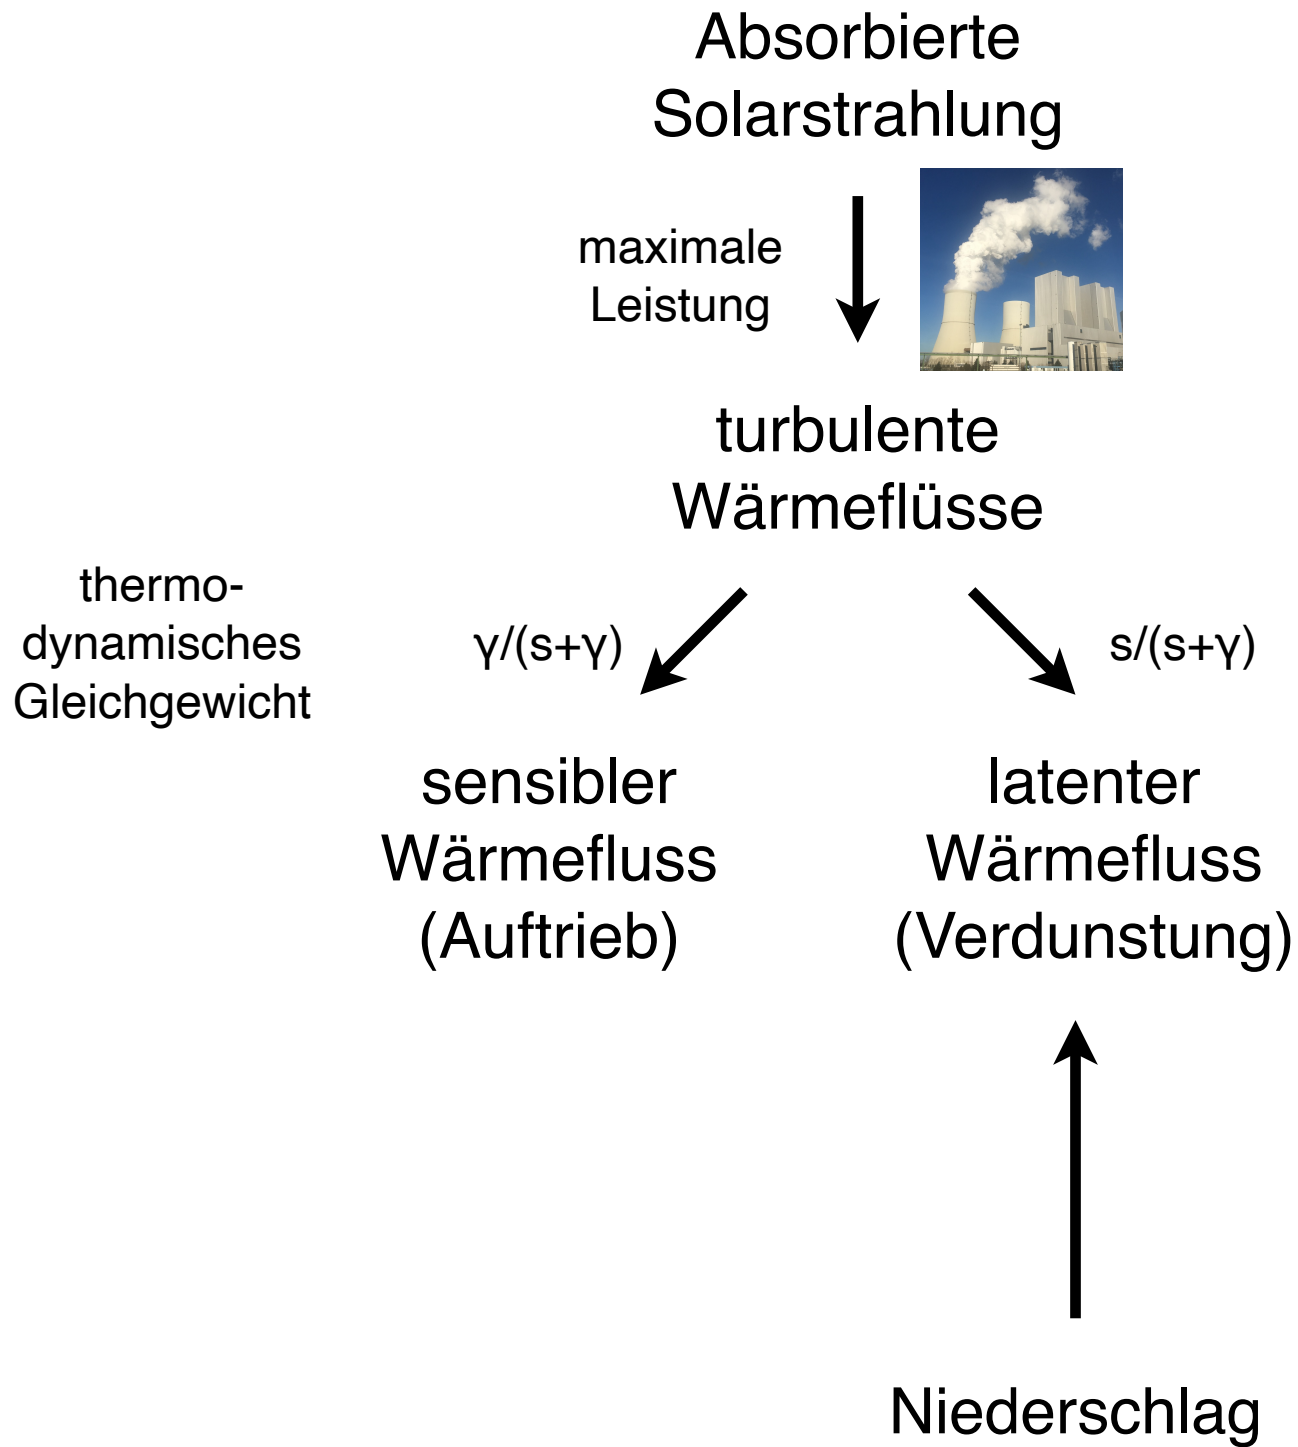 Absorbierte
Solarstrahlung
maximale
Leistung
turbulente
Wärmeflüsse
thermo-
dynamisches
Gleichgewicht
γ/(s+γ)
s/(s+γ)
sensibler
Wärmefluss
(Auftrieb)
latenter
Wärmefluss
(Verdunstung)
Niederschlag